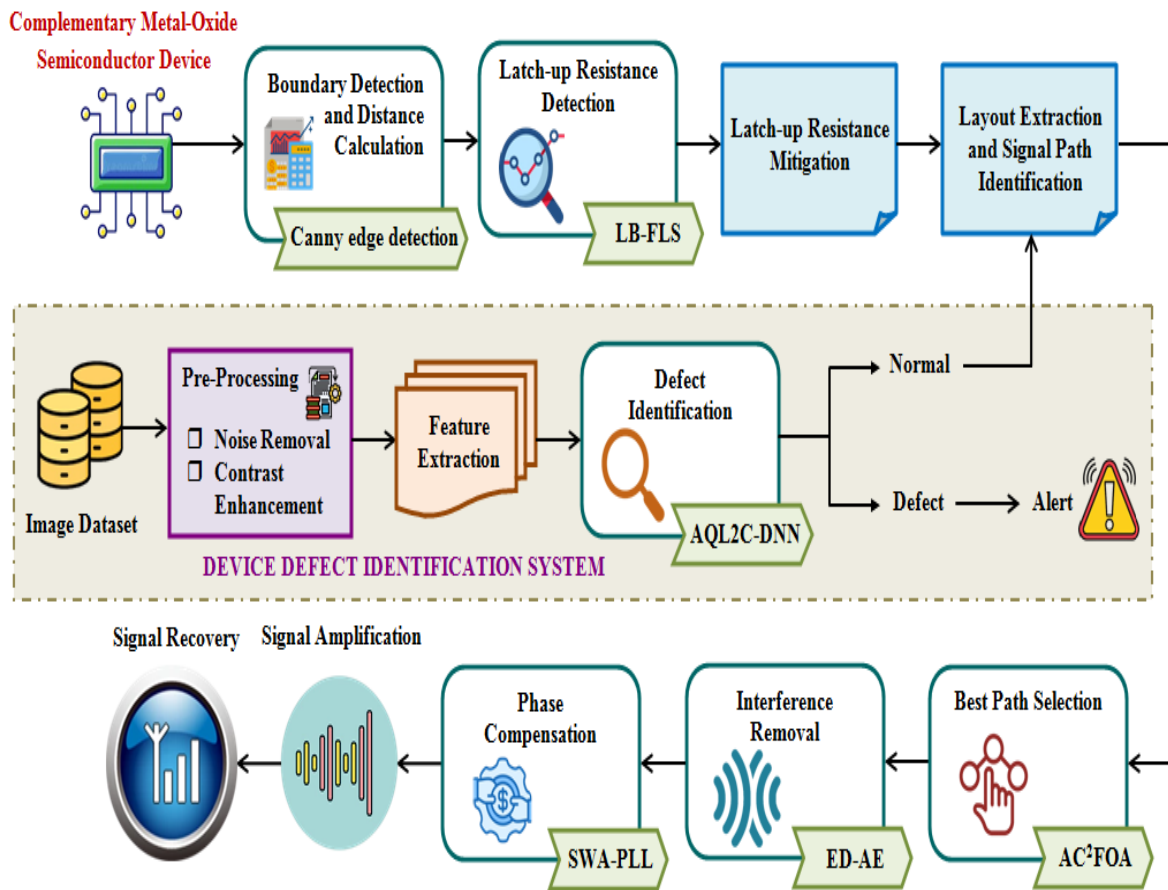 Complementary Metal-Oxide
Semiconductor Device
Boundary Detection
and Distance
Calculation
Canny edge detection
Latch-up Resistance
Detection
LB-FLS
Latch-up Resistance
Mitigation
Layout Extraction
and Signal Path
Identification
Image Dataset
Pre-Processing
❒ Noise Removal
❒ Contrast
Enhancement
Feature
Extraction
Defect
Identification
AQL2C-DNN
Normal
Defect
Alert
DEVICE DEFECT IDENTIFICATION SYSTEM
Signal Recovery
Signal Amplification
Phase
Compensation
SWA-PLL
Interference
Removal
ED-AE
Best Path Selection
AC²FOA